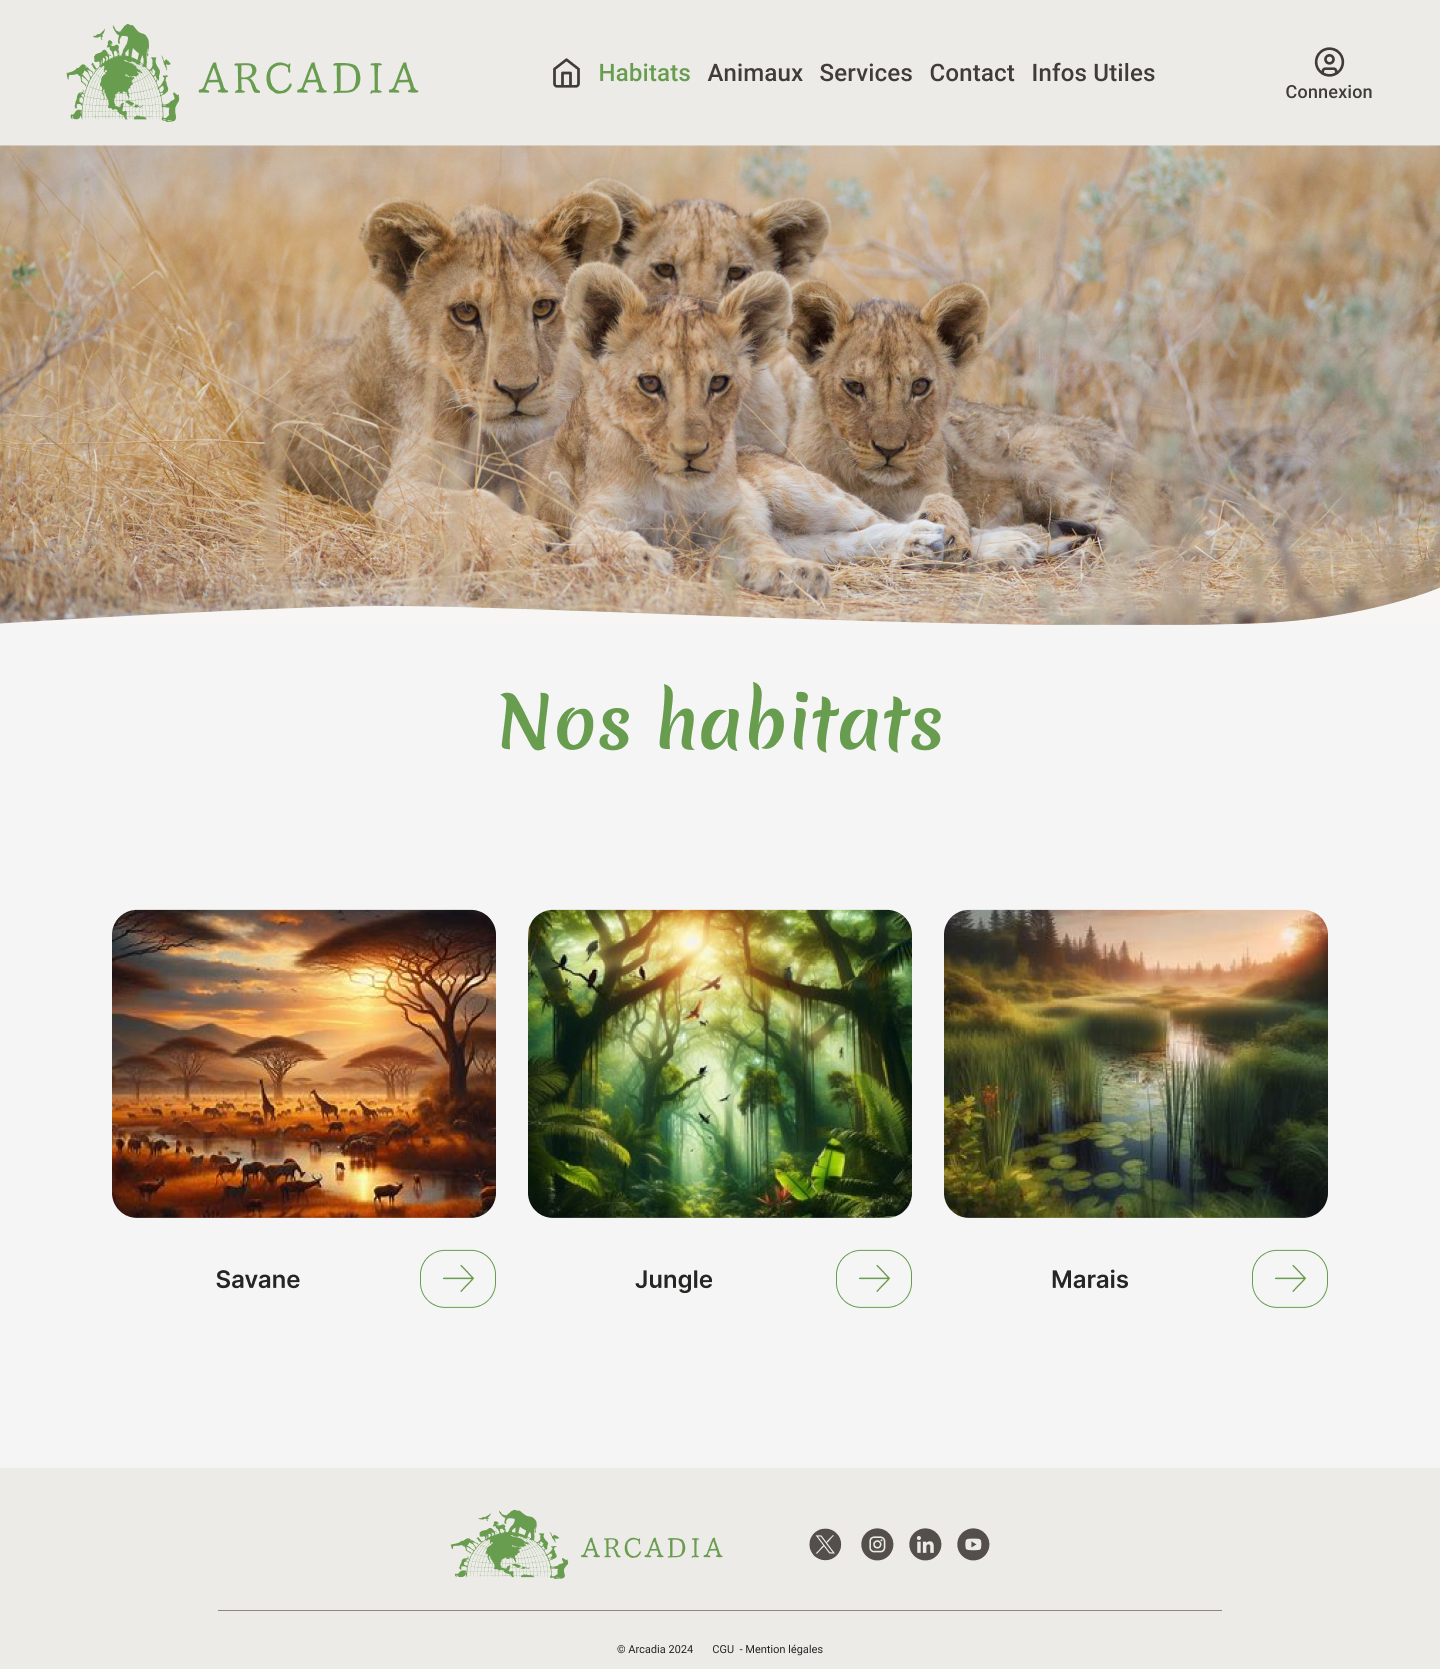 ARCADIA
Habitats Animaux Services Contact Infos Utiles
Connexion
Nos habitats
Savane
Jungle
Marais
ARCADIA
© Arcadia 2024 CGU - Mention légales